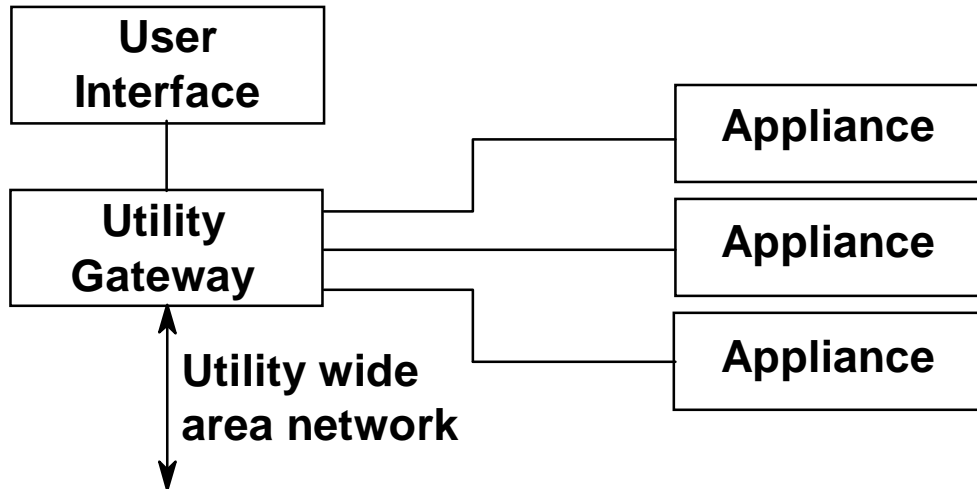 User
Interface
Utility
Gateway
Appliance
Appliance
Appliance
Utility wide
area network